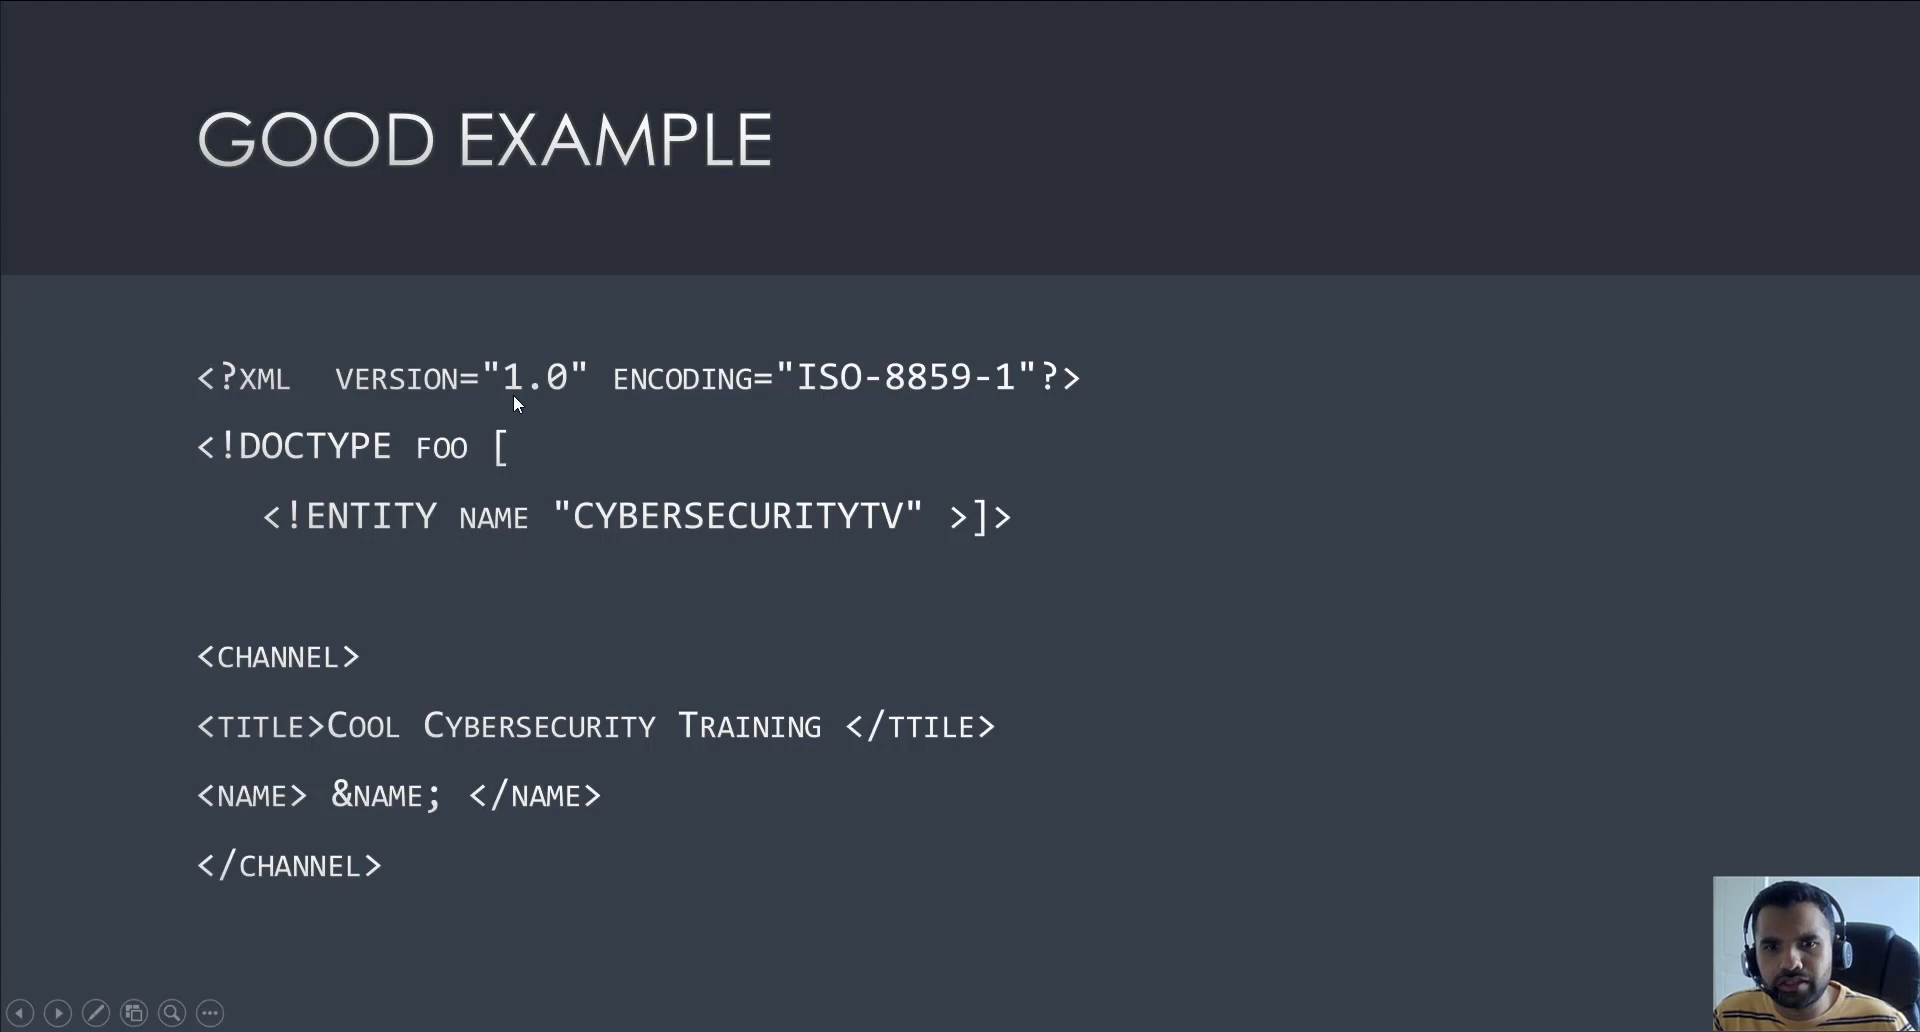 GOOD EXAMPLE
<?xml  version="1.0" encoding="ISO-8859-1"?>
<!DOCTYPE foo [
<!ENTITY name "CYBERSECURITYTV" >]>
<channel>
<title>Cool Cybersecurity Training </ttile>
<name> &name; </name>
</channel>